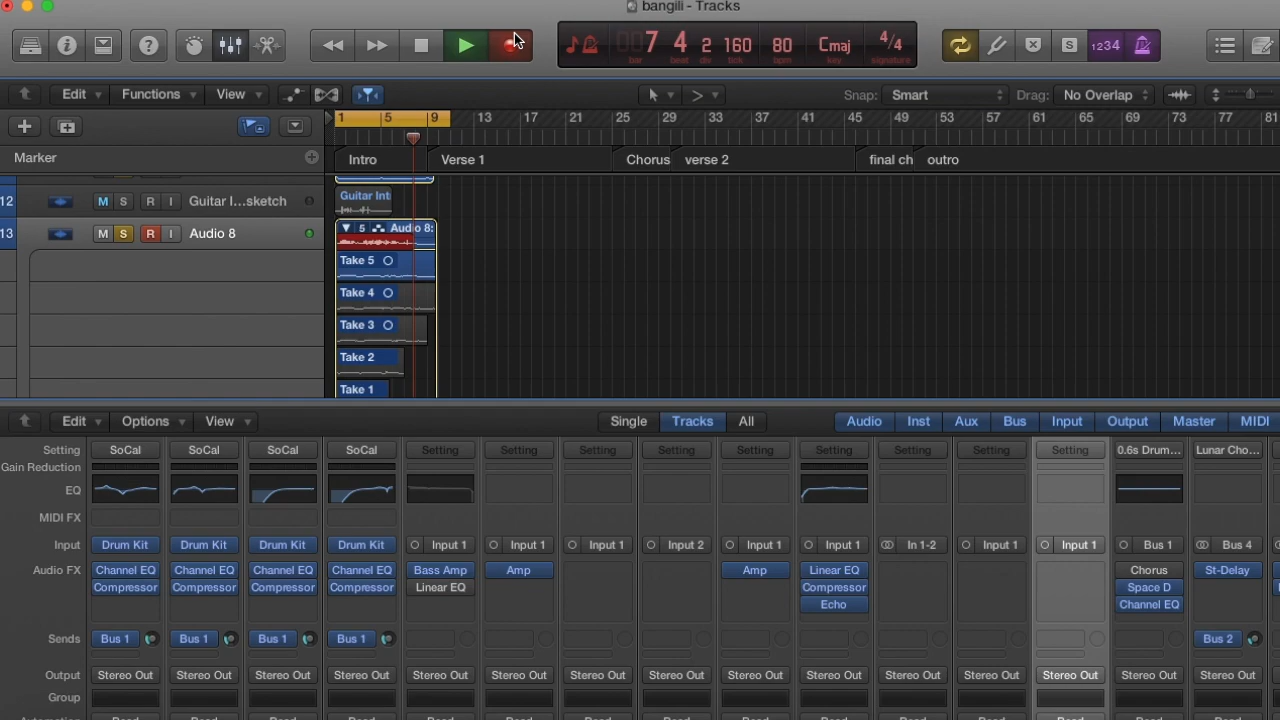 bangili - Tracks
7 4 2 160 80 Cmaj 4/4
bar beat div tick bpm key signature
1234
Edit Functions View Snap: Smart Drag: No Overlap
1 5 9 13 17 21 25 29 33 37 41 45 49 53 57 61 65 69 73 77 81
Marker Intro Verse 1 Chorus verse 2 final ch outro
12 M S R I Guitar I...sketch Guitar Int
13 M S R I Audio 8 5 Audio 8:
Take 5
Take 4
Take 3
Take 2
Take 1
Edit Options View Single Tracks All Audio Inst Aux Bus Input Output Master MIDI
Setting SoCal SoCal SoCal SoCal Setting Setting Setting Setting Setting Setting Setting Setting Setting 0.6s Drum... Lunar Cho...
Gain Reduction
EQ
MIDI FX
Input Drum Kit Drum Kit Drum Kit Drum Kit Input 1 Input 1 Input 1 Input 2 Input 1 Input 1 In 1-2 Input 1 Input 1 Bus 1 Bus 4
Audio FX Channel EQ Channel EQ Channel EQ Channel EQ Bass Amp Amp Amp Linear EQ Chorus St-Delay
Compressor Compressor Compressor Compressor Linear EQ Compressor Space D
Echo Channel EQ
Sends Bus 1 Bus 1 Bus 1 Bus 1 Bus 2
Output Stereo Out Stereo Out Stereo Out Stereo Out Stereo Out Stereo Out Stereo Out Stereo Out Stereo Out Stereo Out Stereo Out Stereo Out Stereo Out Stereo Out Stereo Out
Group